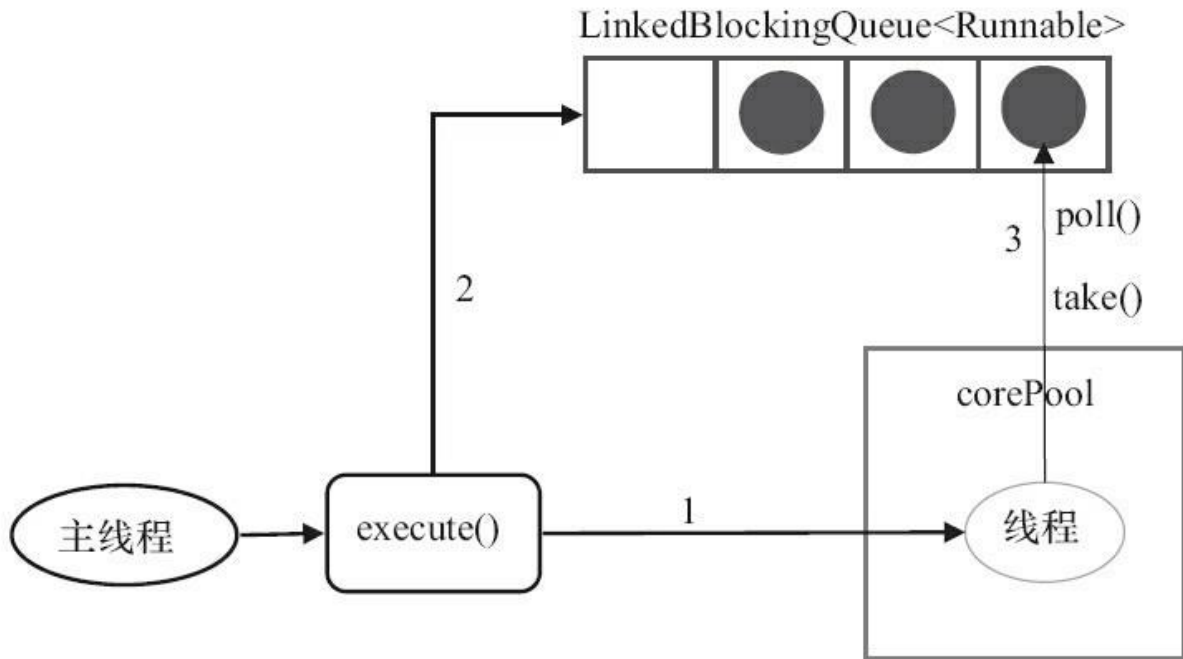 LinkedBlockingQueue<Runnable>
poll()
3
2
take()
corePool
主线程
execute()
1
线程